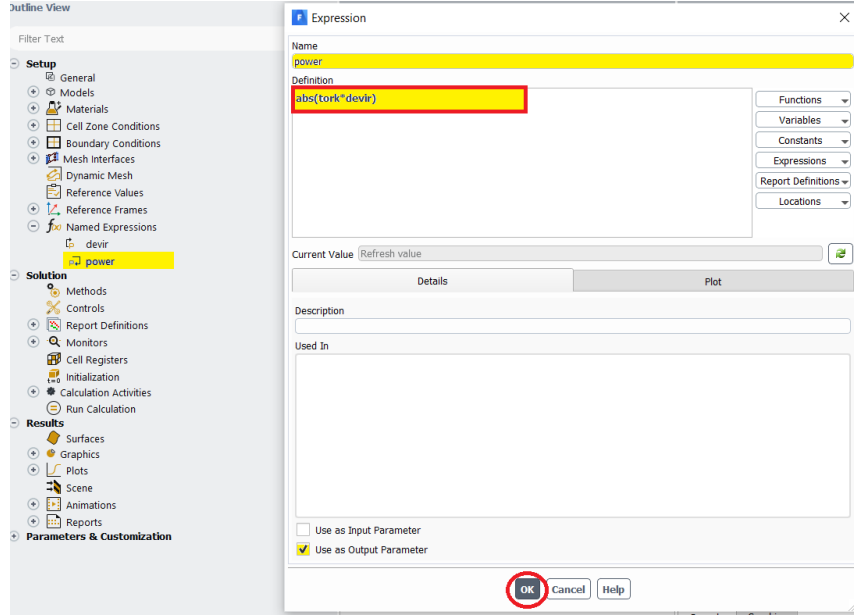 Outline View
Filter Text
Setup
General
Models
Materials
Cell Zone Conditions
Boundary Conditions
Mesh Interfaces
Dynamic Mesh
Reference Values
Reference Frames
f(x) Named Expressions
devir
power
Solution
Methods
Controls
Report Definitions
Monitors
Cell Registers
t=0 Initialization
Calculation Activities
Run Calculation
Results
Surfaces
Graphics
Plots
Scene
Animations
Reports
Parameters & Customization
F Expression
Name
power
Definition
abs(tork*devir)
Functions
Variables
Constants
Expressions
Report Definitions
Locations
Current Value Refresh value
Details Plot
Description
Used In
Use as Input Parameter
Use as Output Parameter
OK Cancel Help